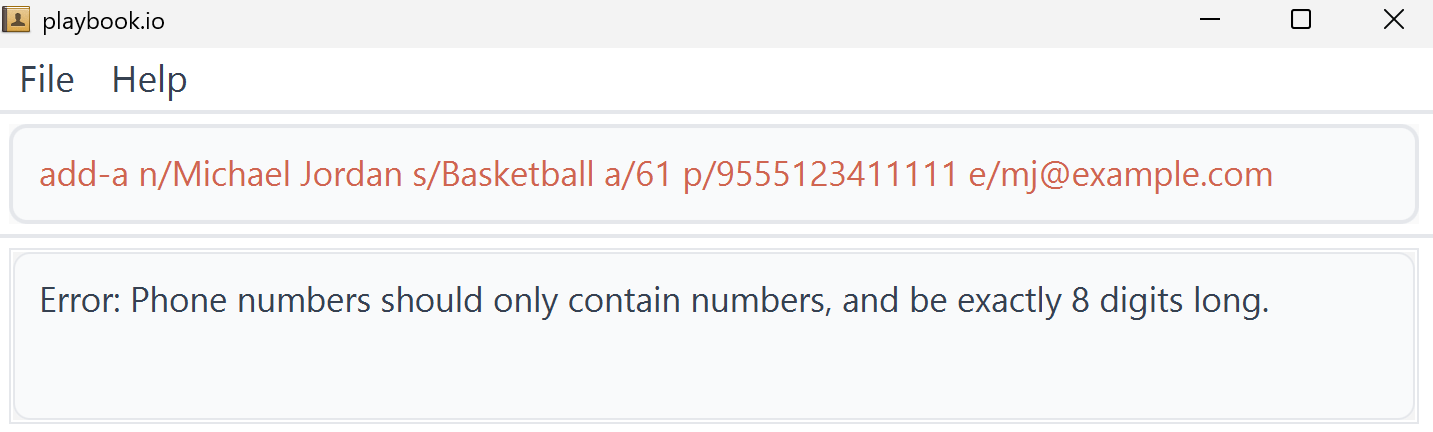 playbook.io
File Help
add-a n/Michael Jordan s/Basketball a/61 p/9555123411111 e/mj@example.com
Error: Phone numbers should only contain numbers, and be exactly 8 digits long.